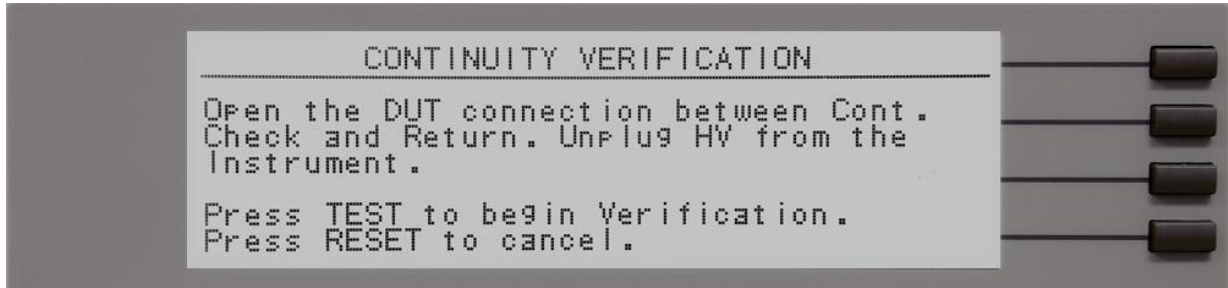 CONTINUITY VERIFICATION
Open the DUT connection between Cont.
Check and Return. Unplug HV from the
Instrument.
Press TEST to begin Verification.
Press RESET to cancel.